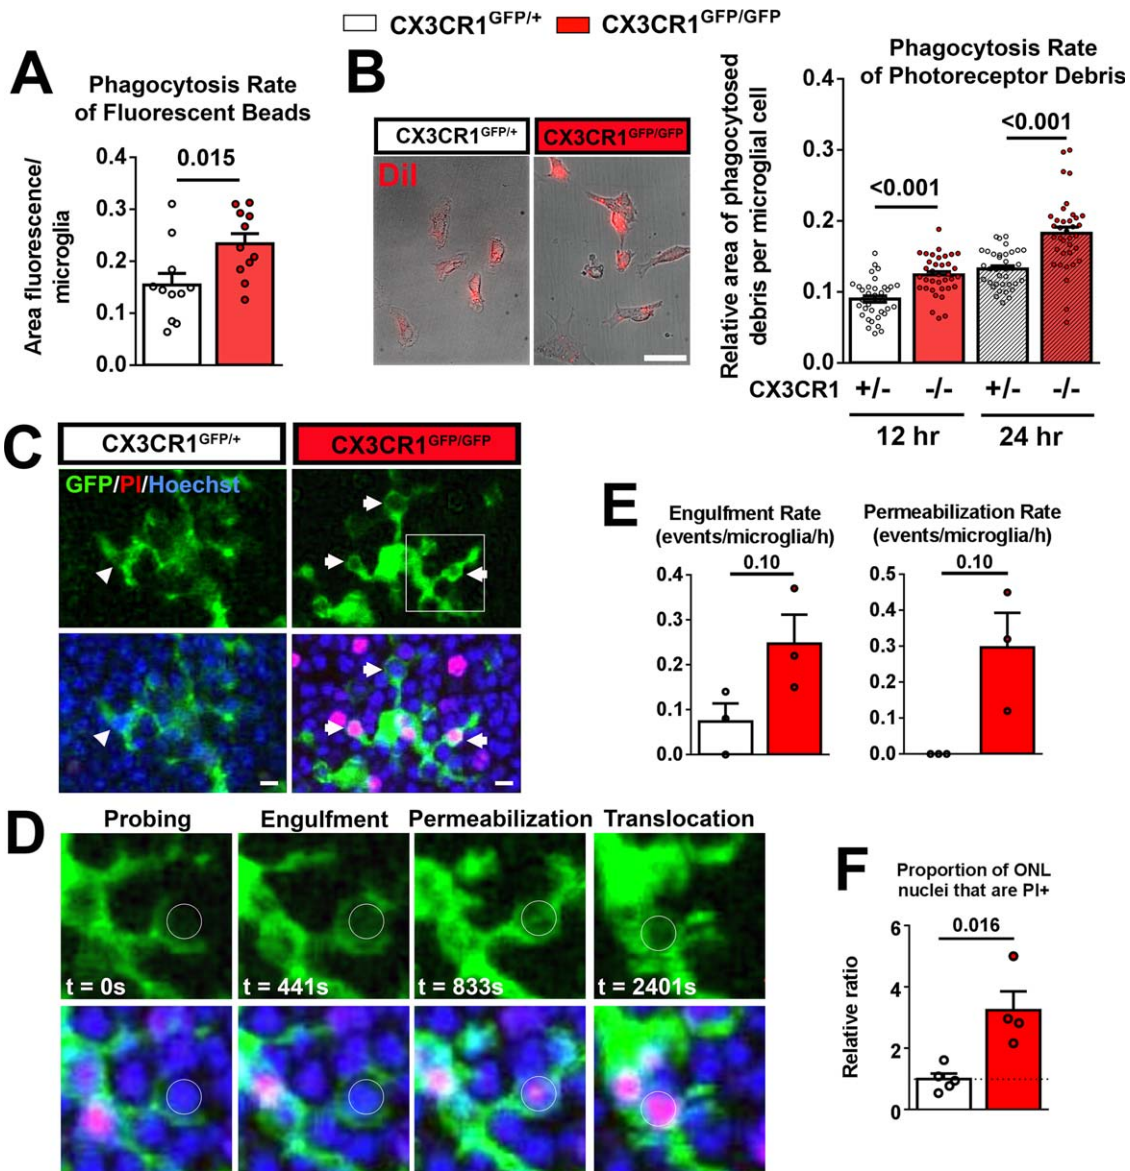 CX3CR1GFP/+ CX3CR1GFP/GFP
A
Phagocytosis Rate
of Fluorescent Beads
Area fluorescence/
microglia
0.4
0.3
0.2
0.1
0.0
0.015
B
CX3CR1GFP/+
CX3CR1GFP/GFP
DiI
Phagocytosis Rate
of Photoreceptor Debris
Relative area of phagocytosed
debris per microglial cell
0.4
0.3
0.2
0.1
0.0
<0.001
<0.001
CX3CR1 +/- -/- +/- -/-
12 hr 24 hr
C
CX3CR1GFP/+
CX3CR1GFP/GFP
GFP/PI/Hoechst
D
Probing
Engulfment
Permeabilization
Translocation
t = 0s
t = 441s
t = 833s
t = 2401s
E
Engulfment Rate
(events/microglia/h)
0.10
0.4
0.3
0.2
0.1
0.0
Permeabilization Rate
(events/microglia/h)
0.10
0.5
0.4
0.3
0.2
0.1
0.0
F
Proportion of ONL
nuclei that are PI+
0.016
Relative ratio
6
4
2
0